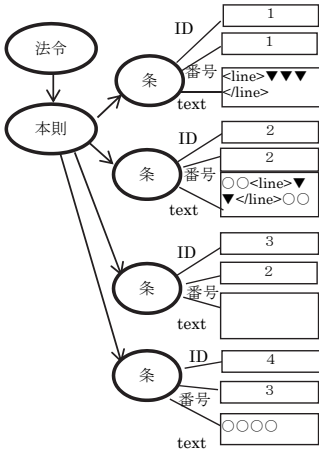 法令
本則
条
ID
1
番号
1
text
<line>▼▼▼
</line>
条
ID
2
番号
2
text
○○<line>▼
▼</line>○○
条
ID
3
番号
2
text
条
ID
4
番号
3
text
○○○○